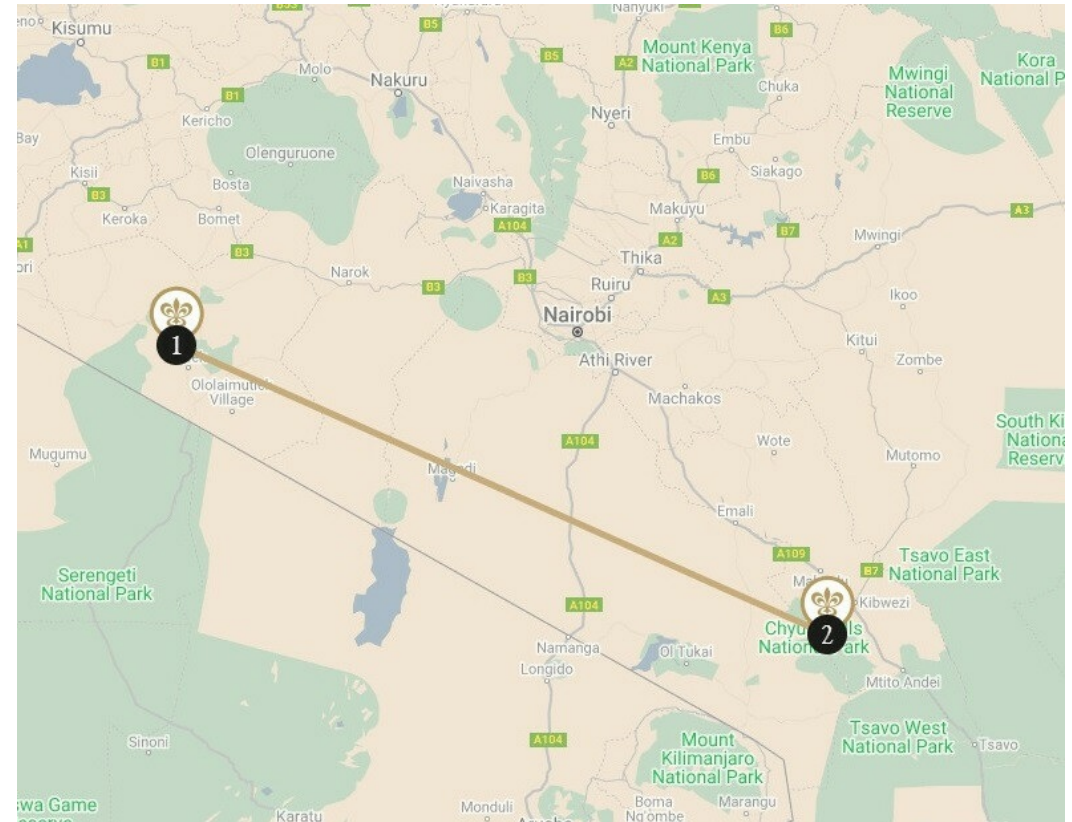 Kisumu
B5
Nanyuki
B6
Mount Kenya
National Park
Kora
National P
B1
Molo
Nakuru
B5
A2
Chuka
Mwingi
National
Reserve
B1
Kericho
Nyeri
Bay
Olenguruone
Embu
Kisii
B3
Bosta
Naivasha
B6
Siakago
Keroka
Bomet
Karagita
A104
Makuyu
A3
A1
B3
A2
B7
Mwingi
ori
Narok
B3
B3
Thika
Ruiru
A3
Ikoo
Nairobi
1
Athi River
Kitui
Zombe
Ololaimutiek
Village
Machakos
South Ki
Nationa
Reserv
Mugumu
Magadi
A104
Wote
Mutomo
Emali
A109
Tsavo East
National Park
B7
Serengeti
National Park
A104
Kibwezi
2
Namanga
Ol Tukai
Longido
Mtito Andei
Sinoni
A104
Mount
Kilimanjaro
National Park
Tsavo West
National Park
Tsavo
swa Game
Karatu
Monduli
Boma
Ng'ombe
Marangu